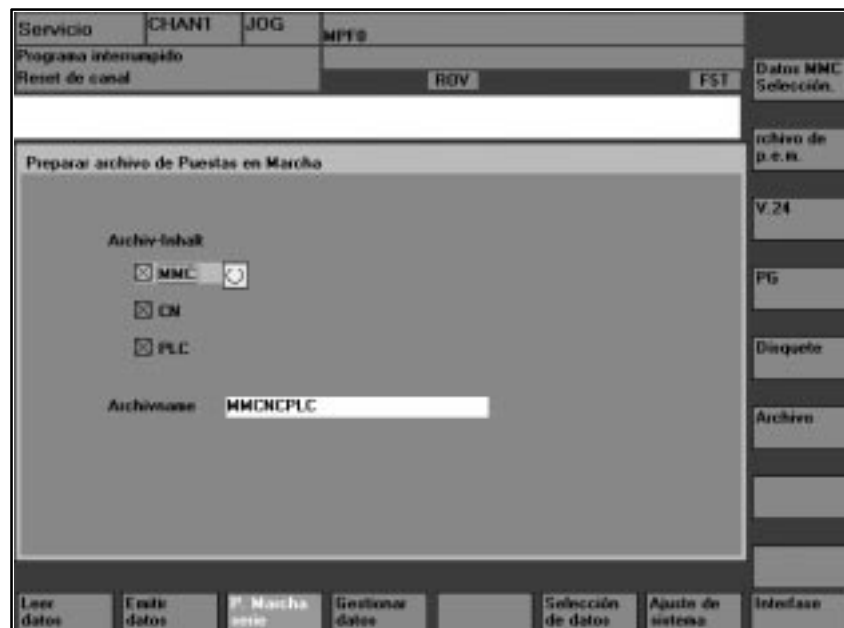 Servicio
CHAN1
JOG
MPF0
Programa interrumpido
Reset de canal
ROV
FST
Preparar archivo de Puestas en Marcha
Archiv-Inhalt
MMC
CN
PLC
Archivname
MMCNCPLC
Datos MMC
Selección.
rchivo de
p.e.m.
V.24
PG
Disquete
Archivo
Leer
datos
Emitir
datos
P. Marcha
serie
Gestionar
datos
Selección
de datos
Ajuste de
sistema
Interfase